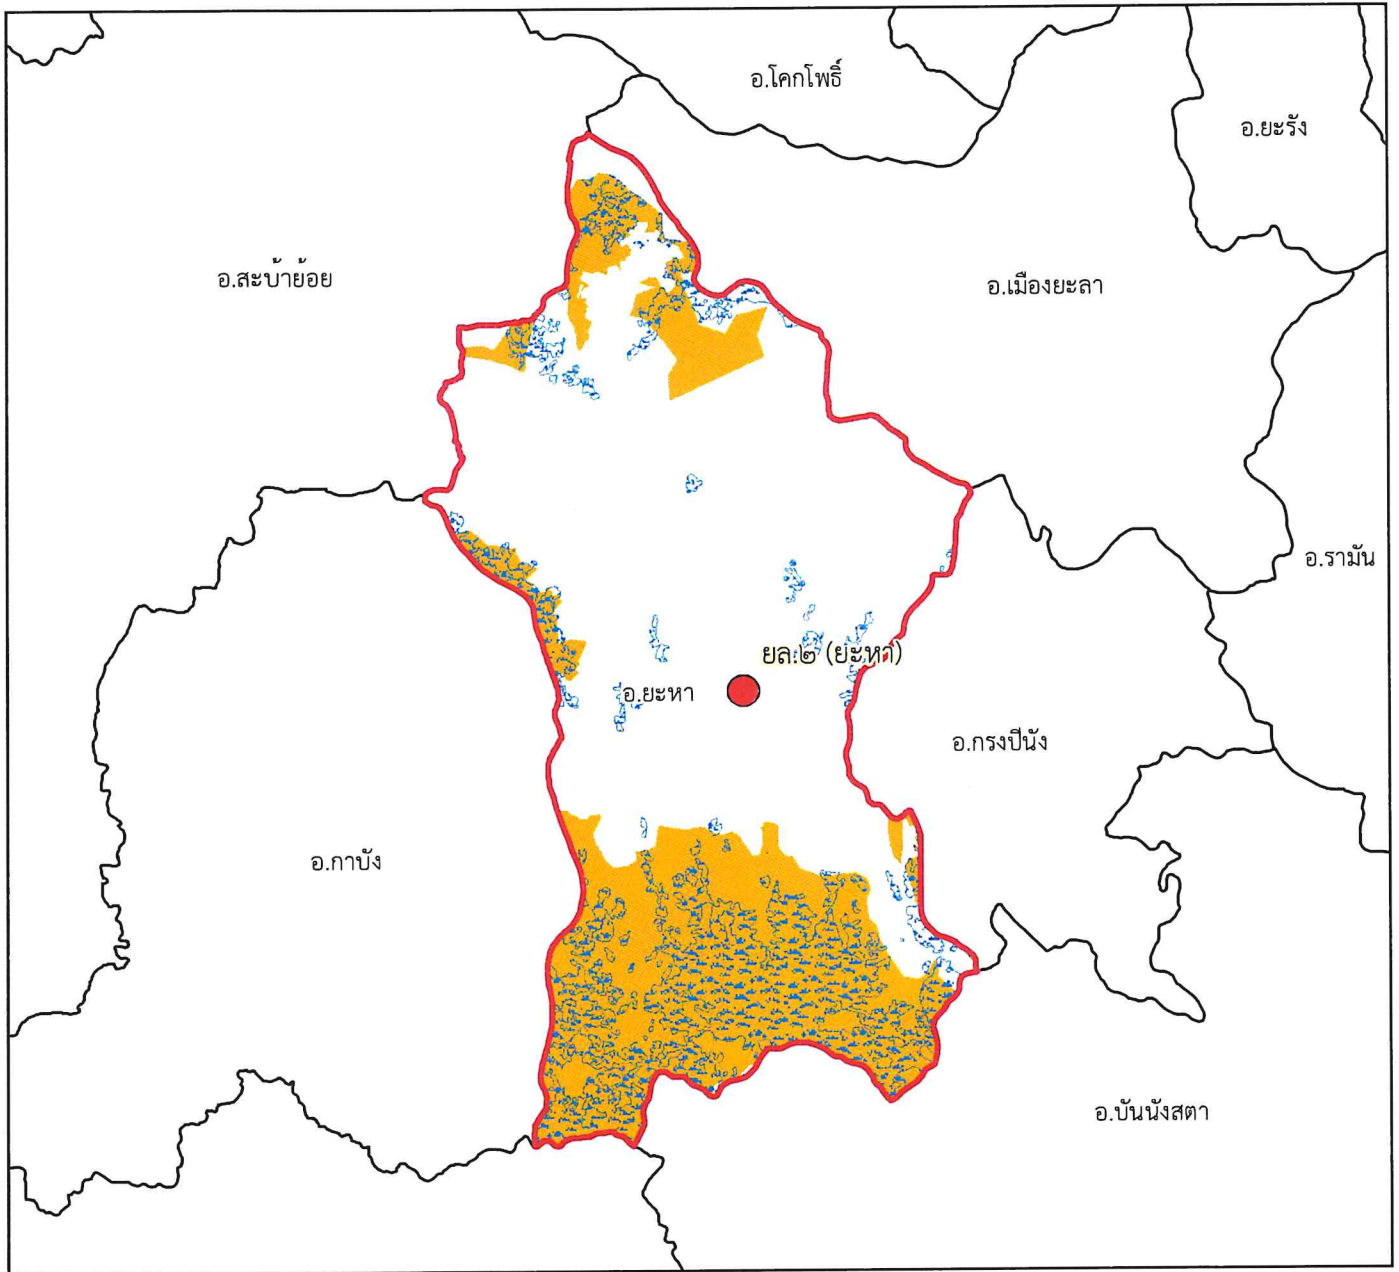 อ.โคกโพธิ์
อ.ยะรัง
อ.สะบ้าย้อย
อ.เมืองยะลา
อ.รามัน
ยล.๒ (ยะหา)
อ.ยะหา
อ.กรงปินัง
อ.กาบัง
อ.บันนังสตา